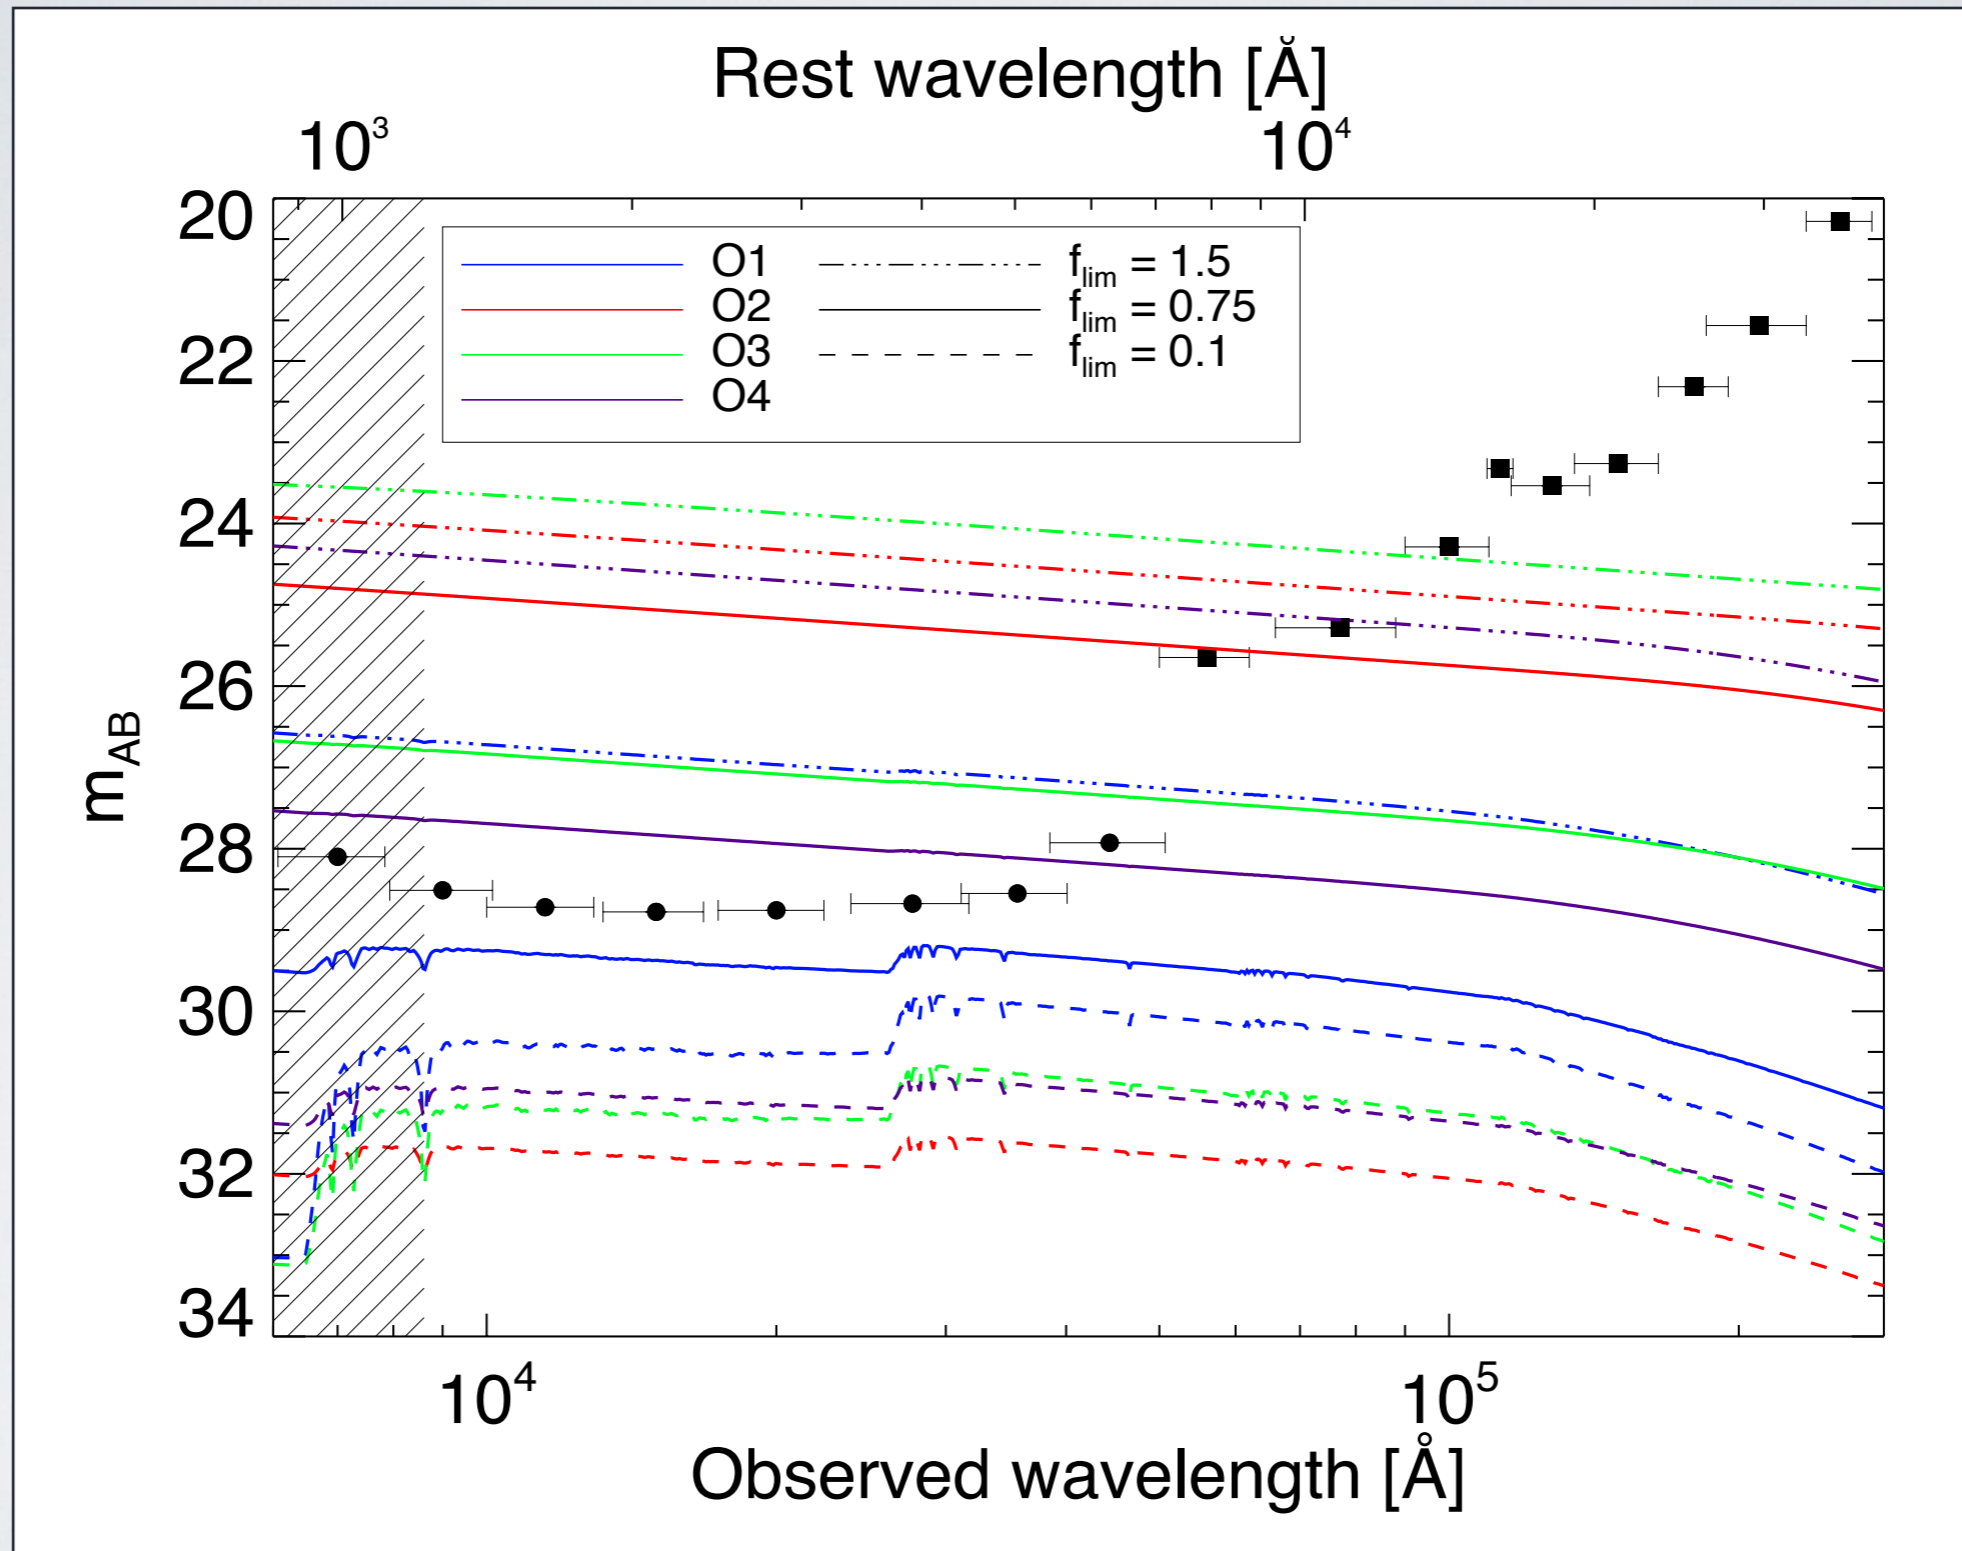 Rest wavelength [Å]
10³ 10⁴
20
22
24
26
28
30
32
34
m_AB
O1 f_lim = 1.5
O2 f_lim = 0.75
O3 f_lim = 0.1
O4
10⁴ 10⁵
Observed wavelength [Å]